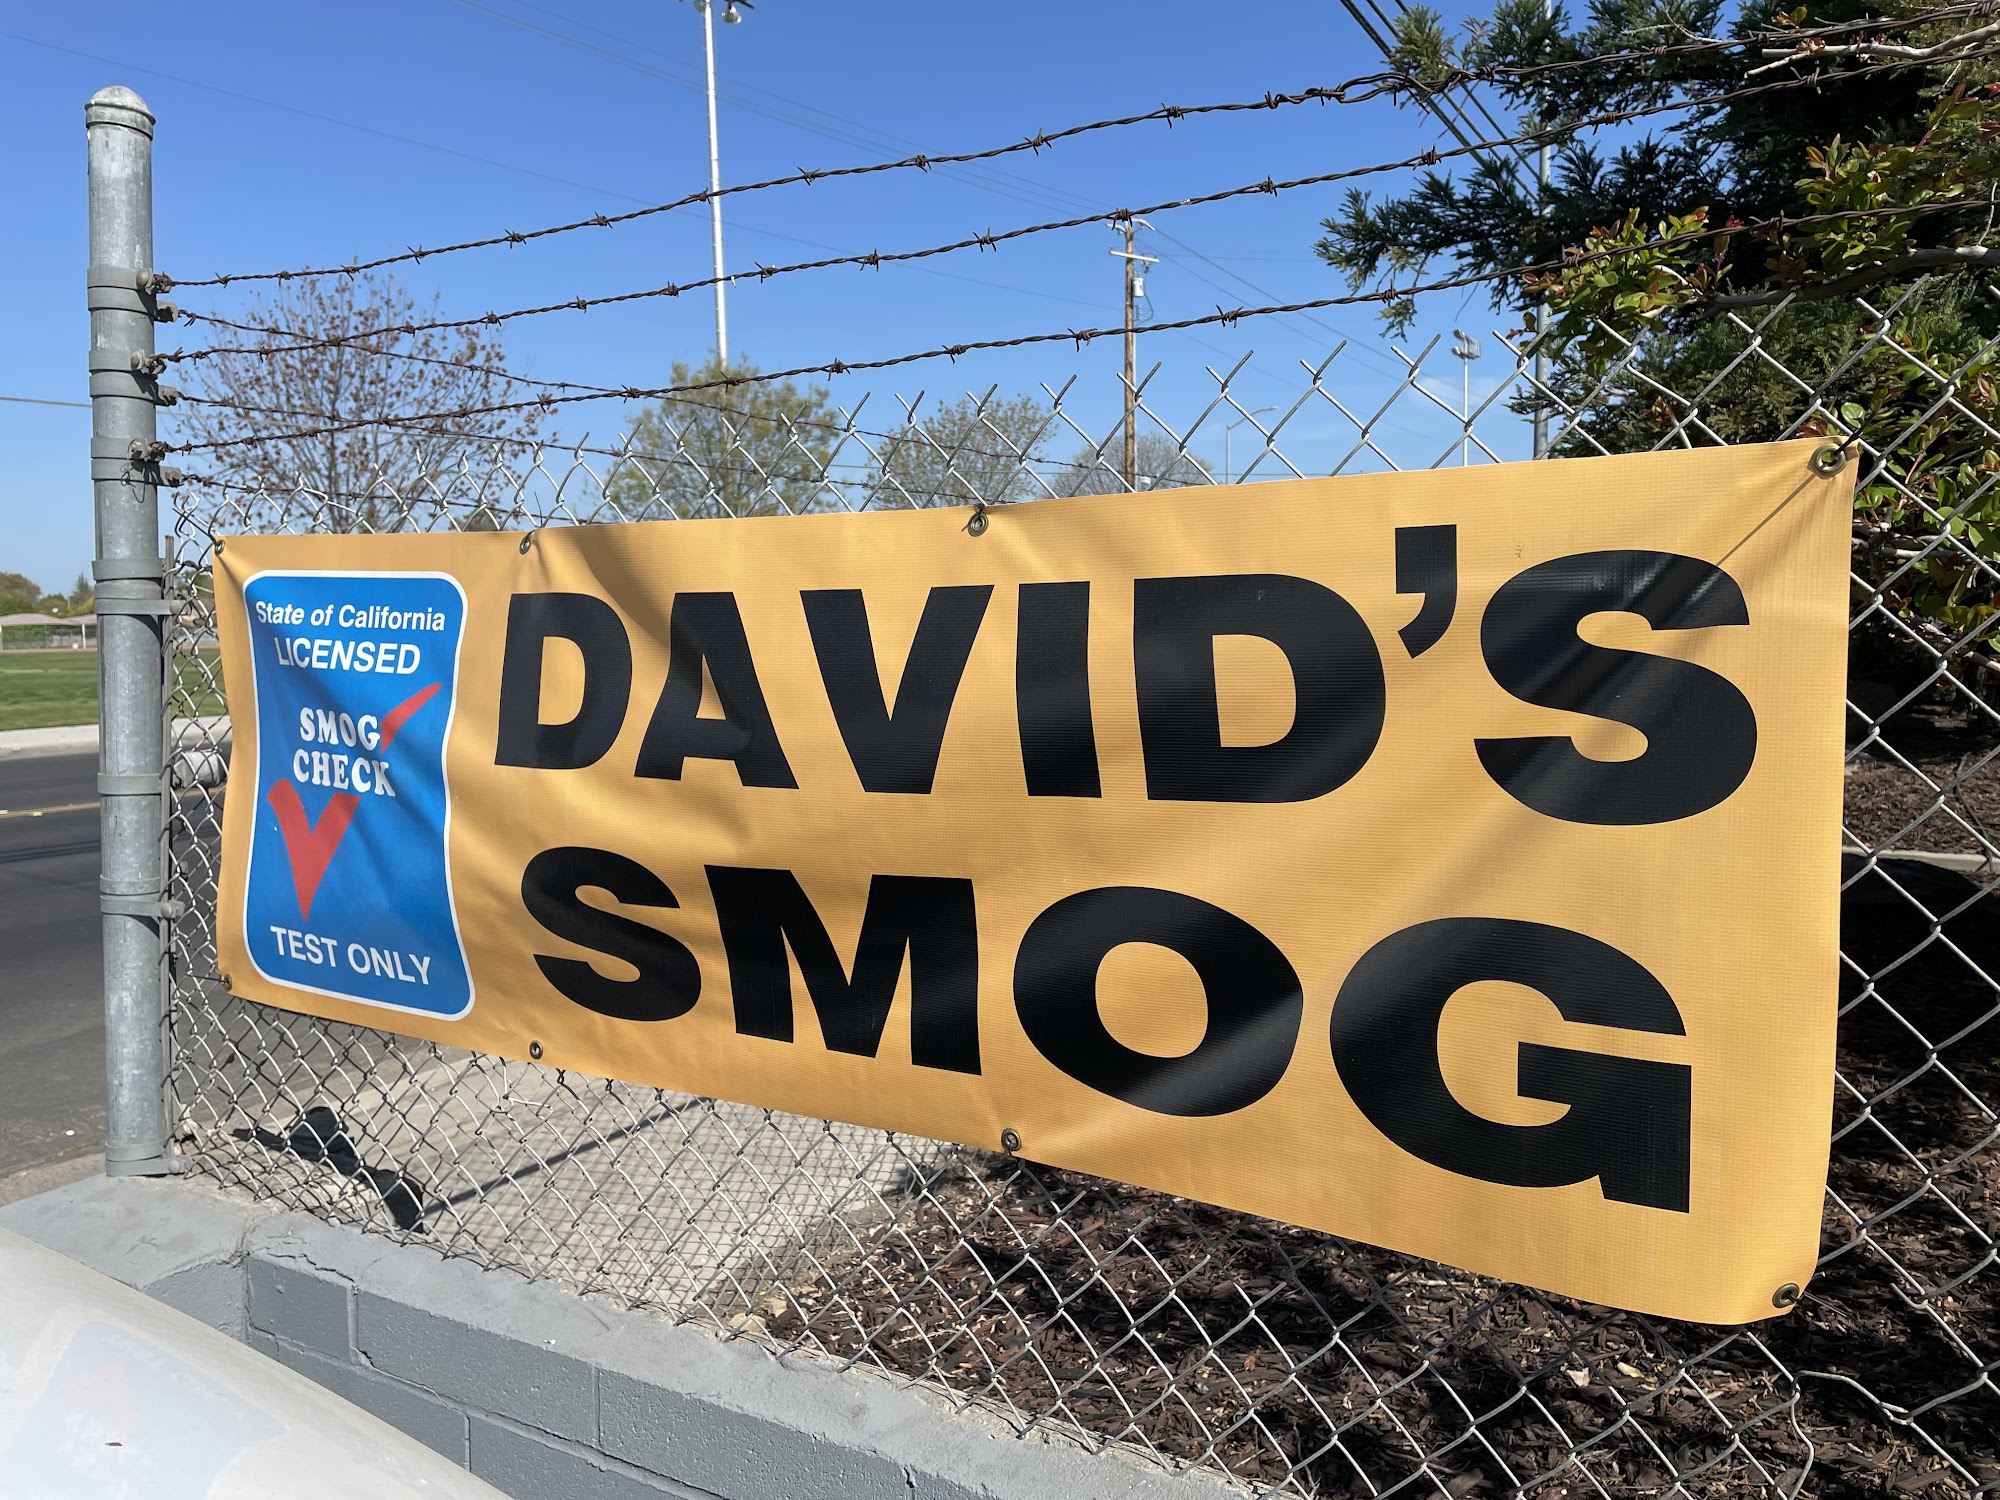 State of California
LICENSED
SMOG
CHECK
TEST ONLY
DAVID'S
SMOG